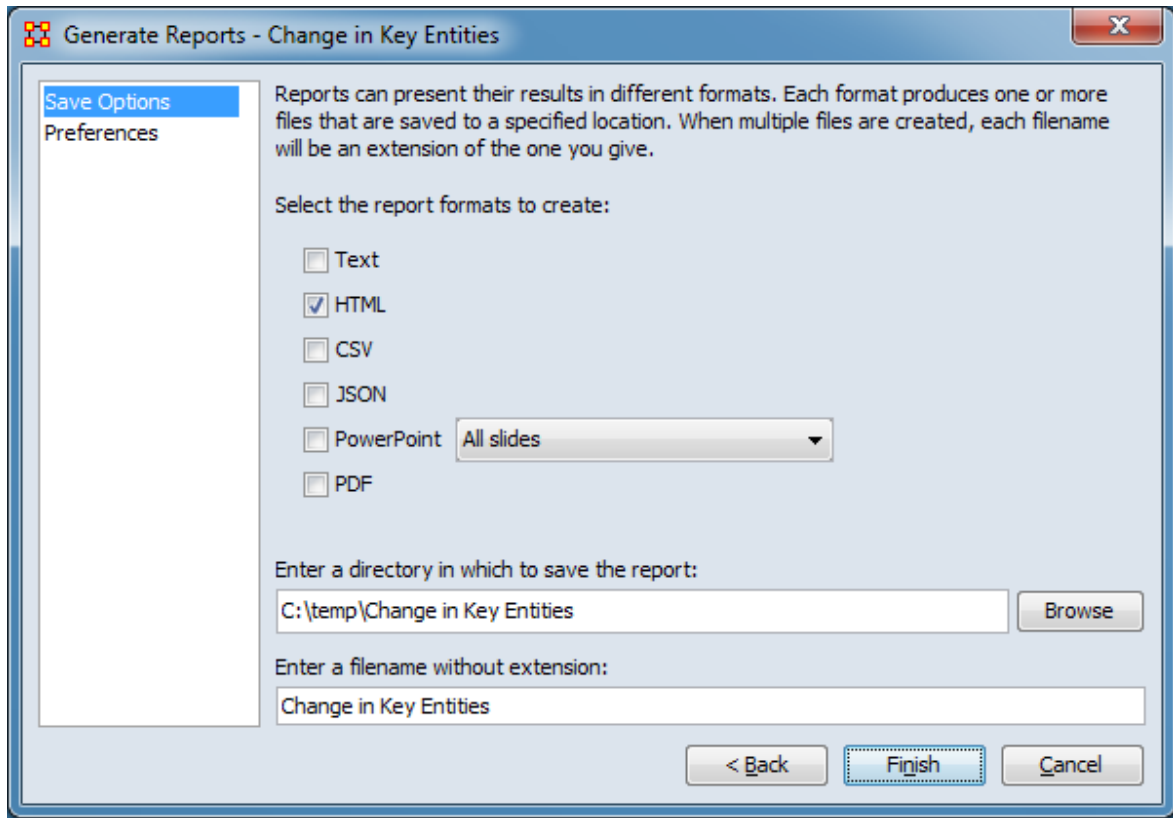 Generate Reports - Change in Key Entities
X
Save Options
Preferences
Reports can present their results in different formats. Each format produces one or more
files that are saved to a specified location. When multiple files are created, each filename
will be an extension of the one you give.
Select the report formats to create:
Text
HTML
CSV
JSON
PowerPoint All slides
PDF
Enter a directory in which to save the report:
C:\temp\Change in Key Entities Browse
Enter a filename without extension:
Change in Key Entities
< Back Finish Cancel